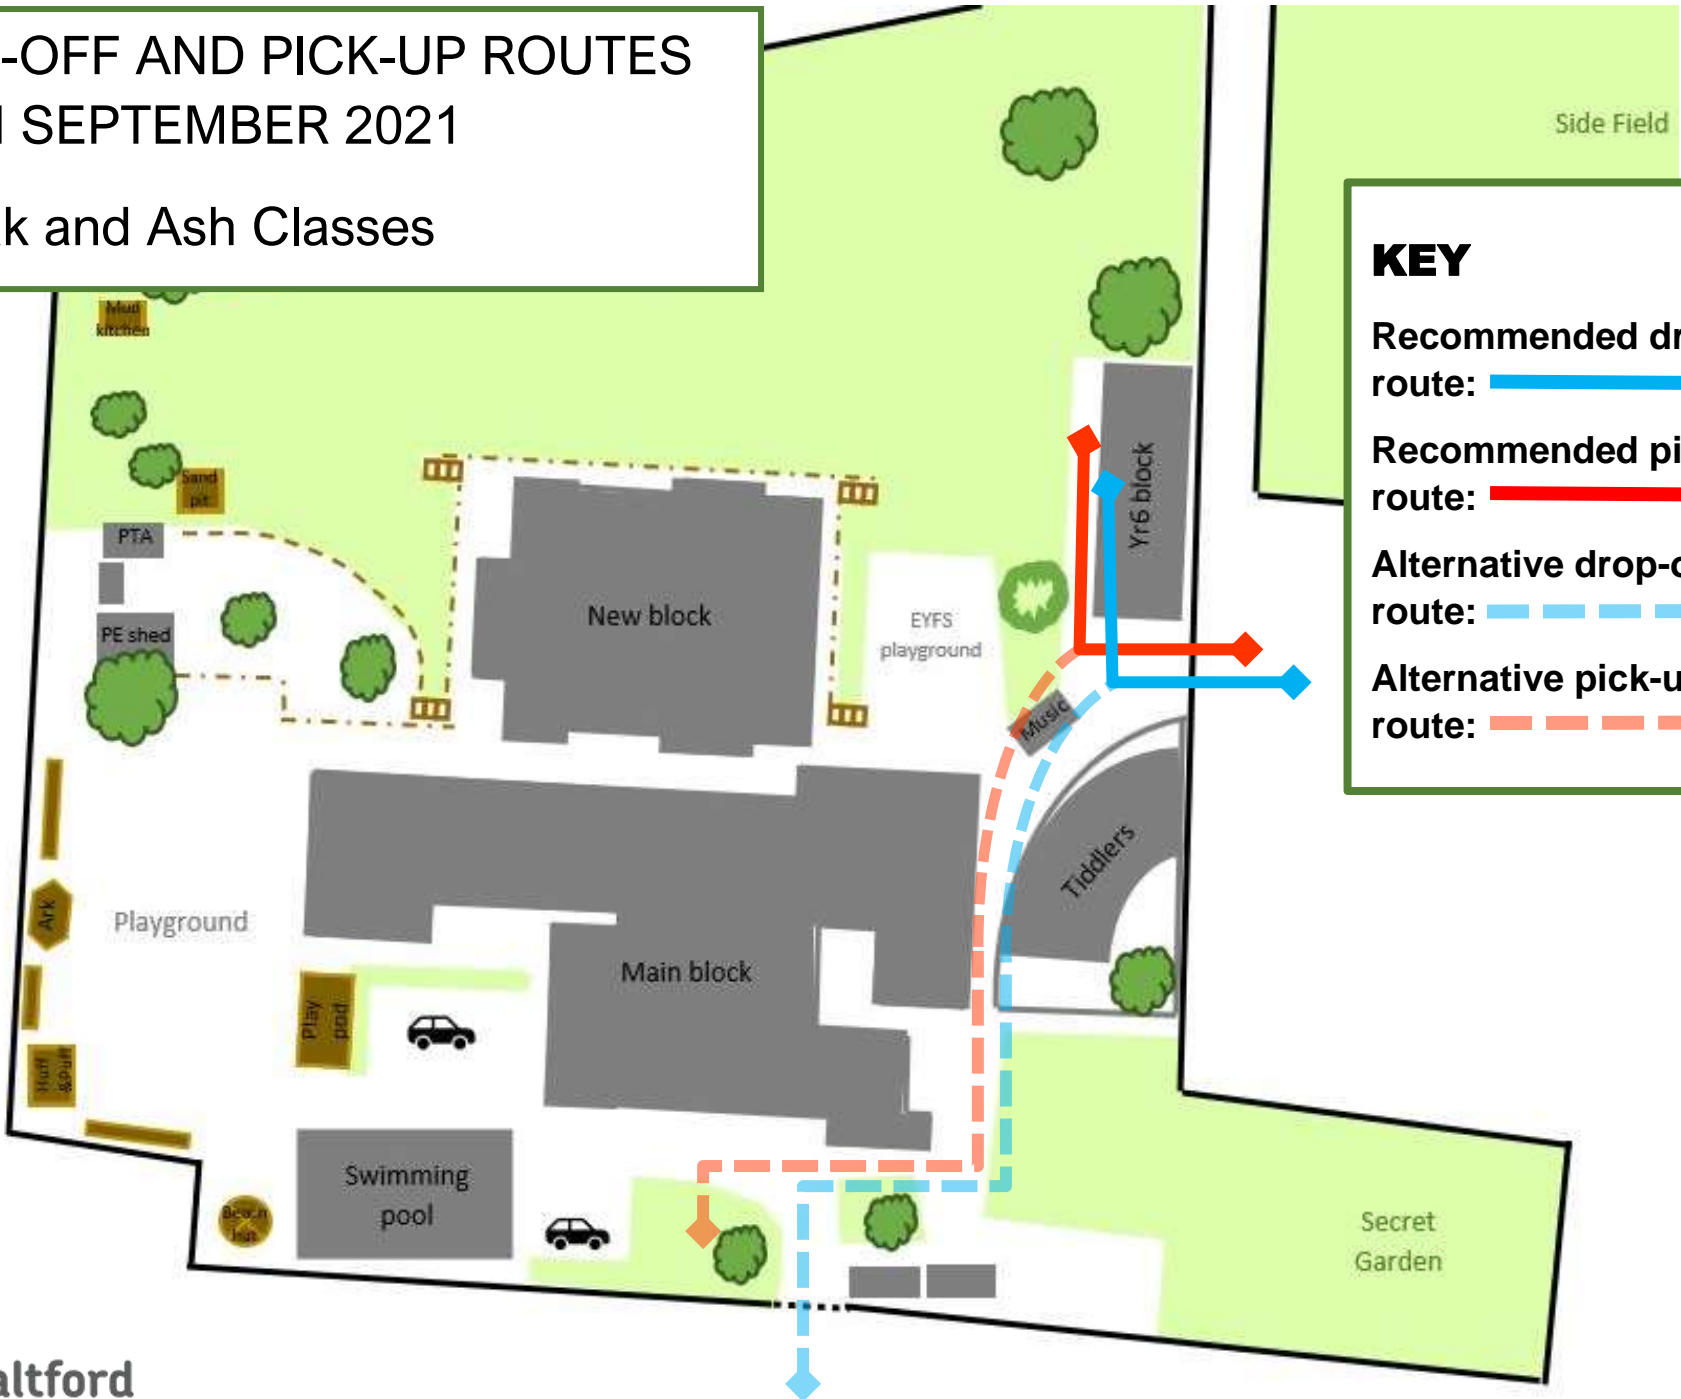 -OFF AND PICK-UP ROUTES
SEPTEMBER 2021
k and Ash Classes
Side Field
KEY
Recommended dr
route:
Recommended pi
route:
Alternative drop-o
route:
Alternative pick-u
route:
Mud
kitchen
Sand
pit
PTA
PE shed
New block
EYFS
playground
Yr6 block
Music
Tiddlers
Ark
Playground
Play
pod
Main block
Huff
&Puff
Swimming
pool
Beach
hut
Secret
Garden
altford